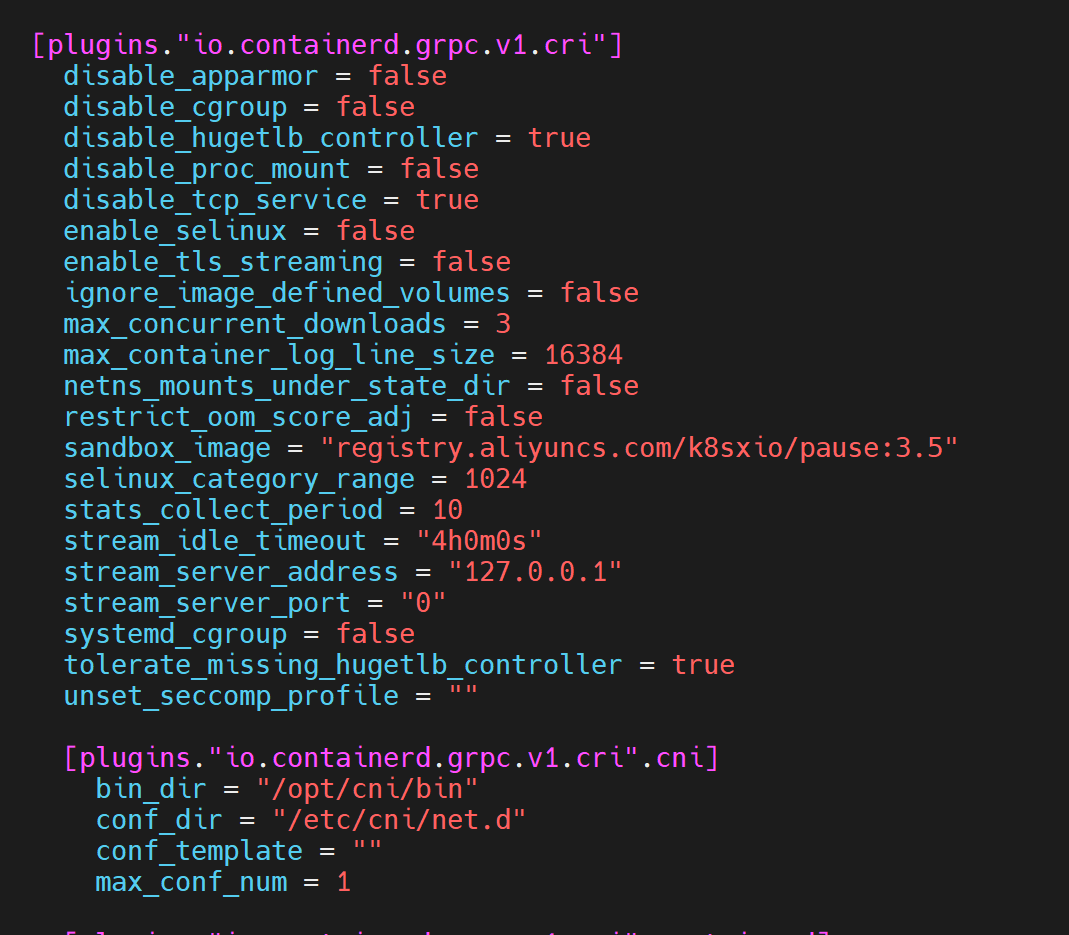 [plugins."io.containerd.grpc.v1.cri"]
disable_apparmor = false
disable_cgroup = false
disable_hugetlb_controller = true
disable_proc_mount = false
disable_tcp_service = true
enable_selinux = false
enable_tls_streaming = false
ignore_image_defined_volumes = false
max_concurrent_downloads = 3
max_container_log_line_size = 16384
netns_mounts_under_state_dir = false
restrict_oom_score_adj = false
sandbox_image = "registry.aliyuncs.com/k8sxio/pause:3.5"
selinux_category_range = 1024
stats_collect_period = 10
stream_idle_timeout = "4h0m0s"
stream_server_address = "127.0.0.1"
stream_server_port = "0"
systemd_cgroup = false
tolerate_missing_hugetlb_controller = true
unset_seccomp_profile = ""
[plugins."io.containerd.grpc.v1.cri".cni]
bin_dir = "/opt/cni/bin"
conf_dir = "/etc/cni/net.d"
conf_template = ""
max_conf_num = 1